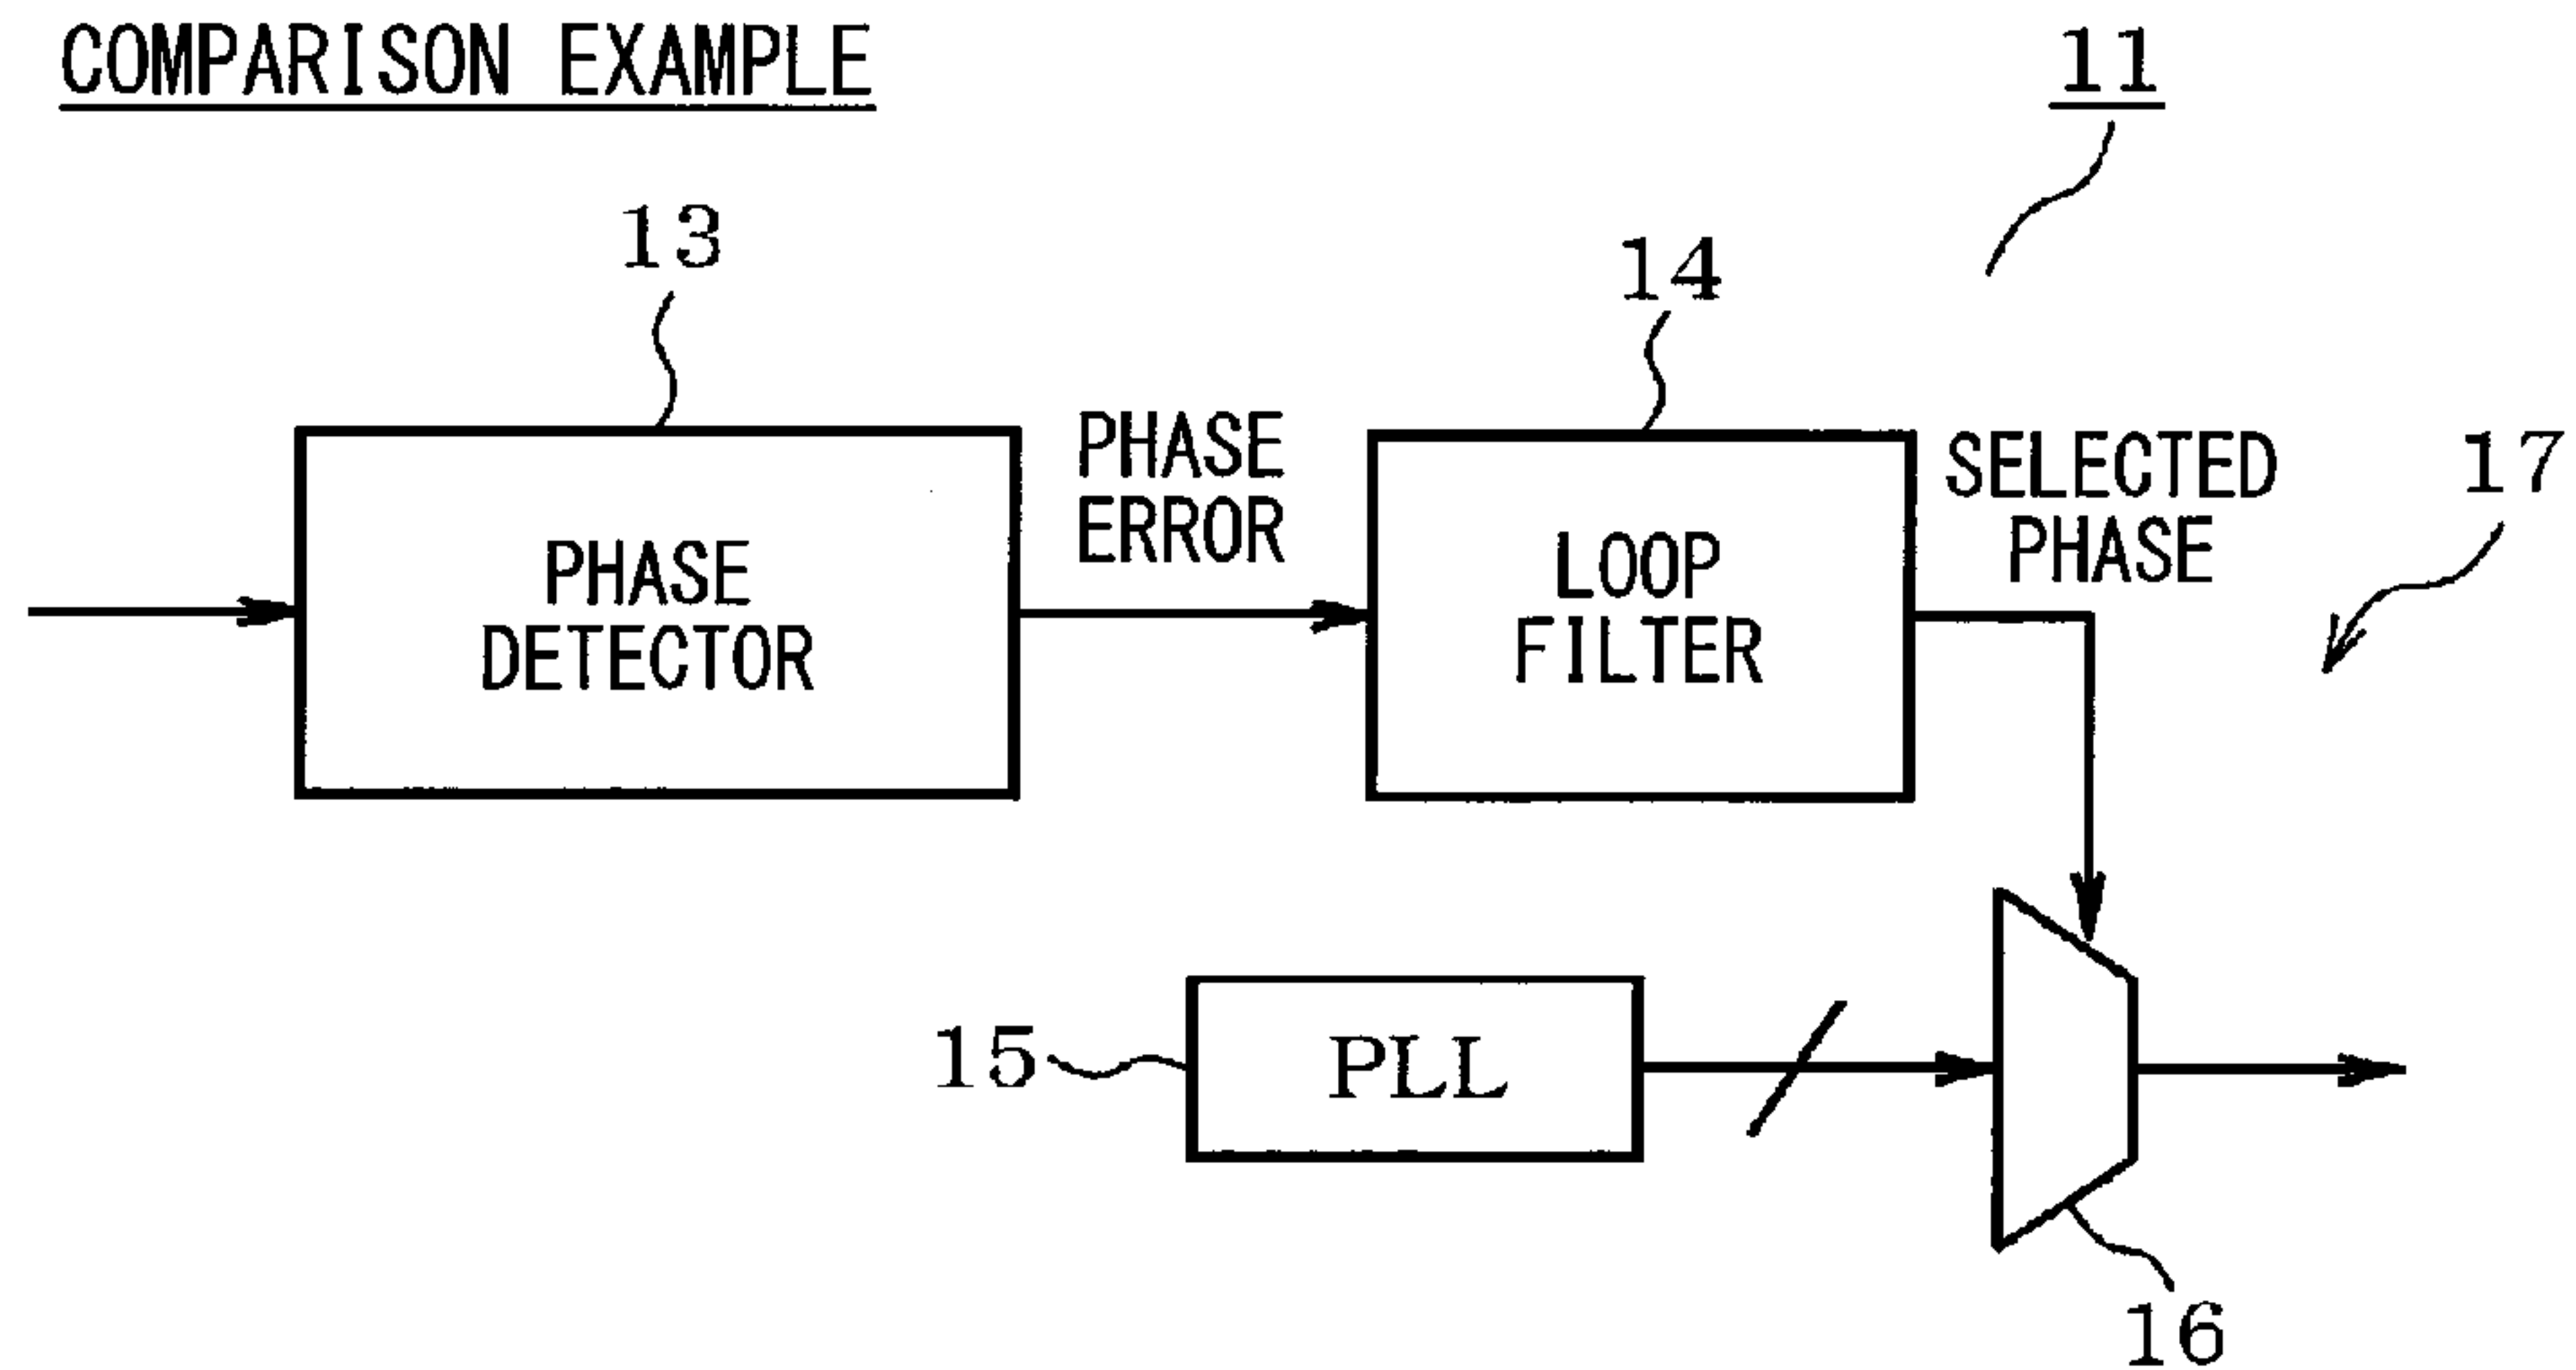 COMPARISON EXAMPLE
11
13
14
PHASE
ERROR
SELECTED
PHASE
17
PHASE
DETECTOR
LOOP
FILTER
15
PLL
16